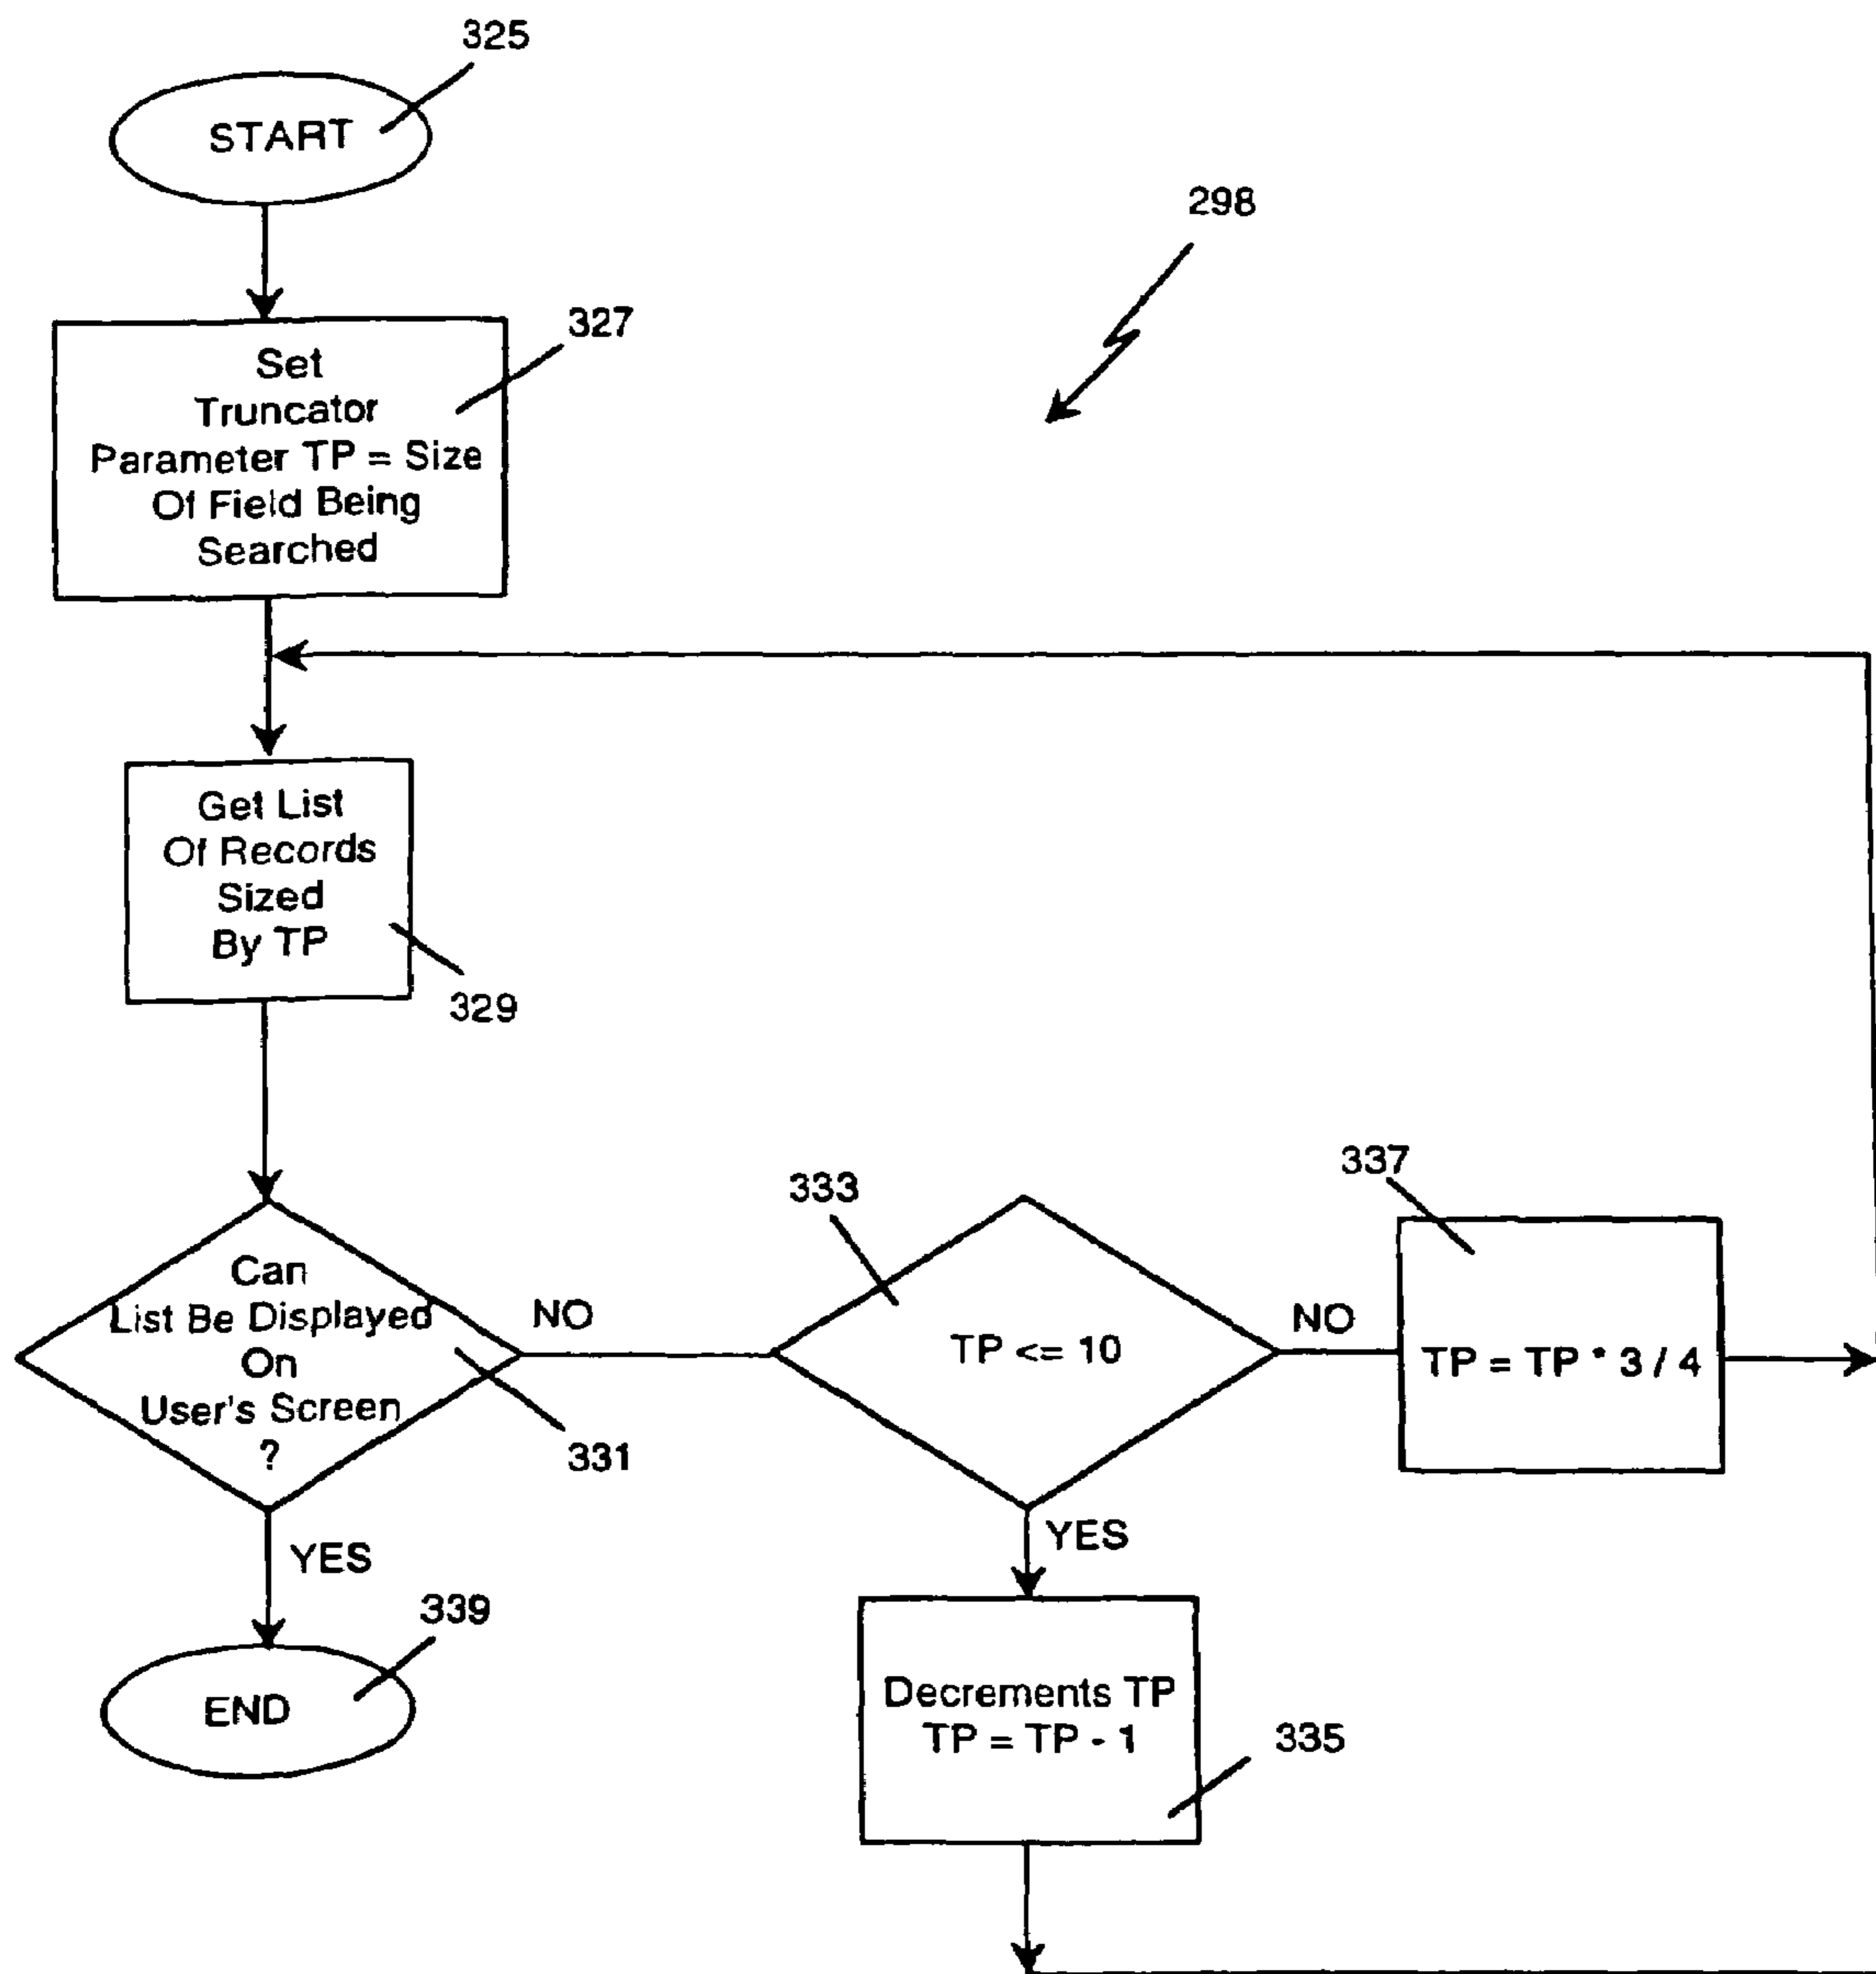 325
START
298
327
Set
Truncator
Parameter TP = Size
Of Field Being
Searched
Get List
Of Records
Sized
By TP
329
Can
List Be Displayed
On
User's Screen
?
331
NO
333
TP <= 10
NO
337
TP = TP * 3 / 4
YES
YES
339
END
Decrements TP
TP = TP - 1
335